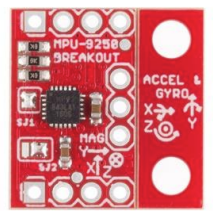 MPU-9250
BREAKOUT
ACCEL &
GYRO
X
Y
Z
SJ1
MAG
Y
X
X Z
SJ2